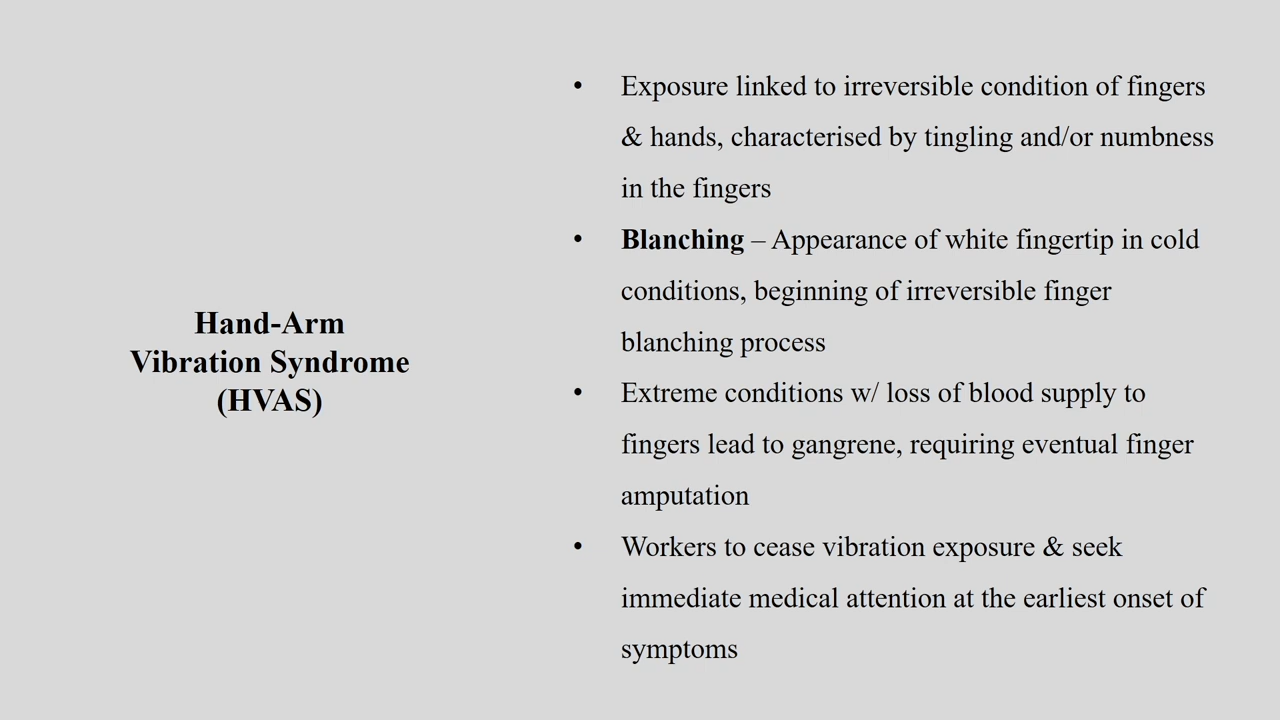 Hand-Arm
Vibration Syndrome
(HVAS)
• Exposure linked to irreversible condition of fingers
& hands, characterised by tingling and/or numbness
in the fingers
• Blanching – Appearance of white fingertip in cold
conditions, beginning of irreversible finger
blanching process
• Extreme conditions w/ loss of blood supply to
fingers lead to gangrene, requiring eventual finger
amputation
• Workers to cease vibration exposure & seek
immediate medical attention at the earliest onset of
symptoms